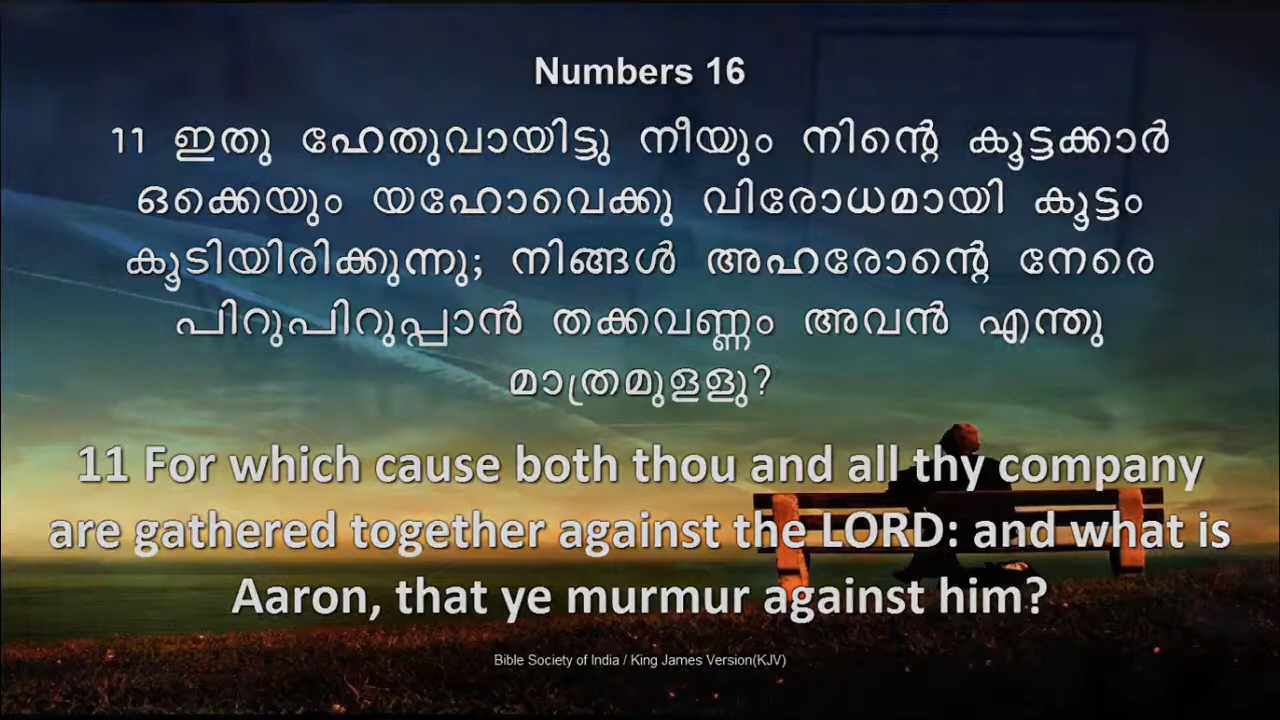 Numbers 16
11 ഇതു ഹേതുവായിട്ടു നീയും നിന്റെ കൂട്ടക്കാർ
ഒക്കെയും യഹോവെക്കു വിരോധമായി കൂട്ടം
കൂടിയിരിക്കുന്നു; നിങ്ങൾ അഹരോന്റെ നേരെ
പിറുപിറുപ്പാൻ തക്കവണ്ണം അവൻ എന്തു
മാത്രമുളളു?
11 For which cause both thou and all thy company
are gathered together against the LORD: and what is
Aaron, that ye murmur against him?
Bible Society of India / King James Version(KJV)